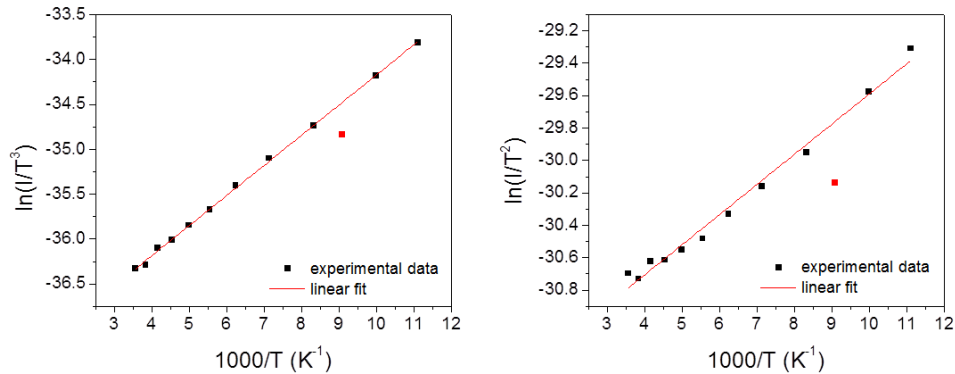 -33.5
-34.0
-34.5
-35.0
-35.5
-36.0
-36.5
ln(I/T³)
3 4 5 6 7 8 9 10 11 12
1000/T (K⁻¹)
experimental data
linear fit
-29.2
-29.4
-29.6
-29.8
-30.0
-30.2
-30.4
-30.6
-30.8
ln(I/T²)
3 4 5 6 7 8 9 10 11 12
1000/T (K⁻¹)
experimental data
linear fit